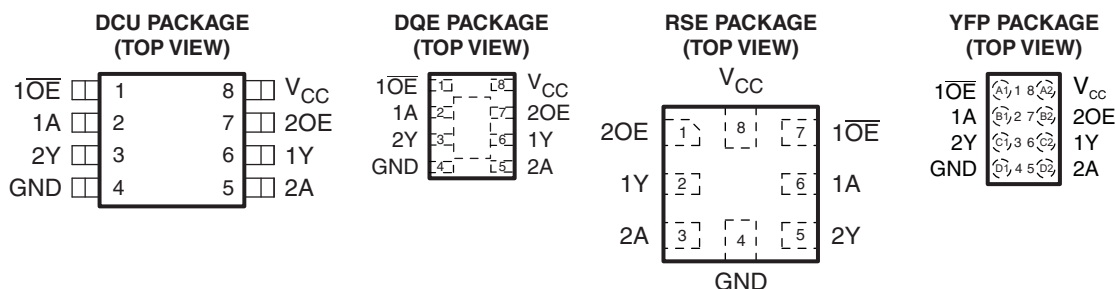 DCU PACKAGE
(TOP VIEW)
1O̅E̅ 1 8 VCC
1A 2 7 2OE
2Y 3 6 1Y
GND 4 5 2A
DQE PACKAGE
(TOP VIEW)
1O̅E̅ 1 8 VCC
1A 2 7 2OE
2Y 3 6 1Y
GND 4 5 2A
RSE PACKAGE
(TOP VIEW)
VCC
2OE 1 8 7 1O̅E̅
1Y 2 6 1A
2A 3 4 5 2Y
GND
YFP PACKAGE
(TOP VIEW)
1O̅E̅ A1 1 8 A2 VCC
1A B1 2 7 B2 2OE
2Y C1 3 6 C2 1Y
GND D1 4 5 D2 2A